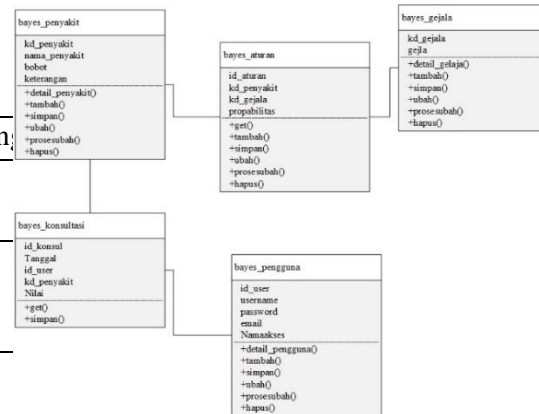 bayes_penyakit
kd_penyakit
nama_penyakit
bobot
keterangan
+detail_penyakit()
+tambah()
+simpan()
+ubah()
+prosesubah()
+hapus()
bayes_aturan
id_aturan
kd_penyakit
kd_gejala
propabilitas
+get()
+tambah()
+simpan()
+ubah()
+prosesubah()
+hapus()
bayes_gejala
kd_gejala
gejla
+detail_gelaja()
+tambah()
+simpan()
+ubah()
+prosesubah()
+hapus()
bayes_konsultasi
id_konsul
Tanggal
id_user
kd_penyakit
Nilai
+get()
+simpan()
bayes_pengguna
id_user
username
password
email
Namaakses
+detail_pengguna()
+tambah()
+simpan()
+ubah()
+prosesubah()
+hapus()